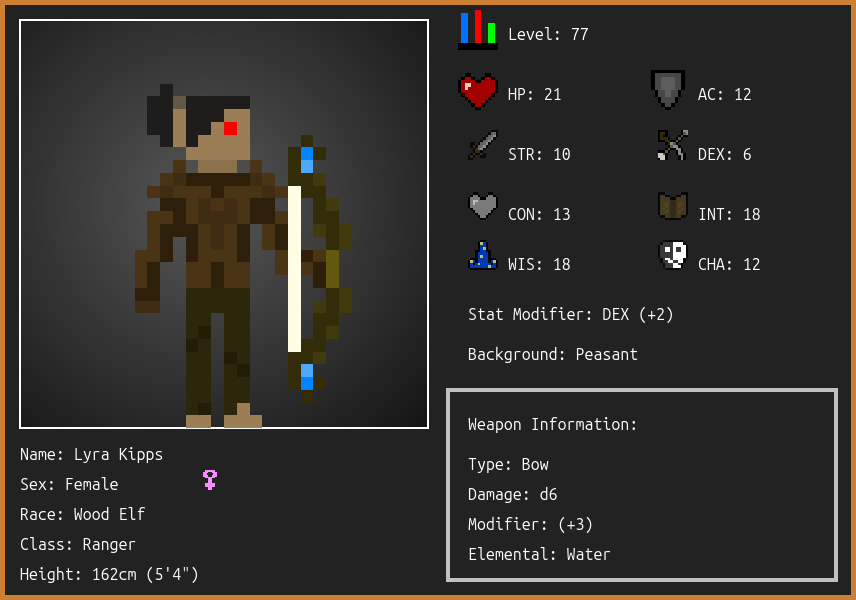 Level: 77
HP: 21
AC: 12
STR: 10
DEX: 6
CON: 13
INT: 18
WIS: 18
CHA: 12
Stat Modifier: DEX (+2)
Background: Peasant
Weapon Information:
Type: Bow
Damage: d6
Modifier: (+3)
Elemental: Water
Name: Lyra Kipps
Sex: Female
Race: Wood Elf
Class: Ranger
Height: 162cm (5'4")